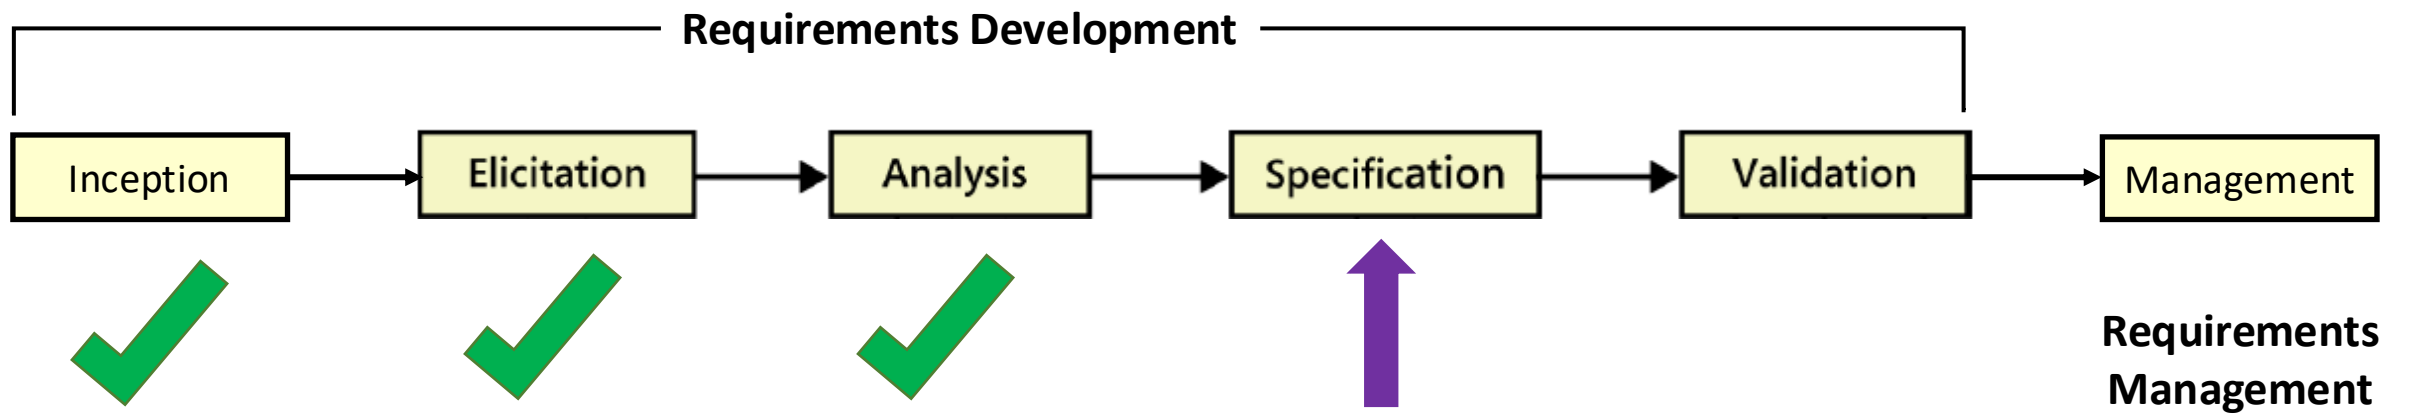 Requirements Development
Inception
Elicitation
Analysis
Specification
Validation
Management
Requirements
Management